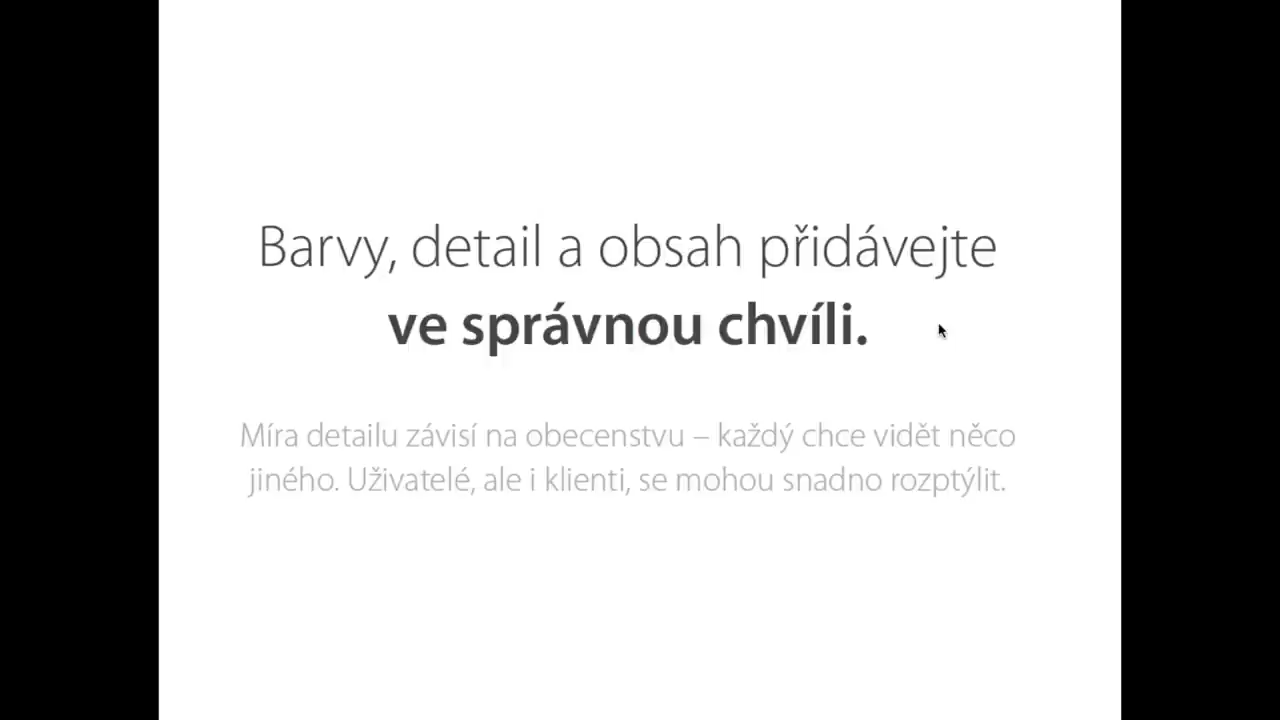 Barvy, detail a obsah přidávejte
ve správnou chvíli.
Míra detailu závisí na obecenstvu – každý chce vidět něco
jiného. Uživatelé, ale i klienti, se mohou snadno rozptýlit.